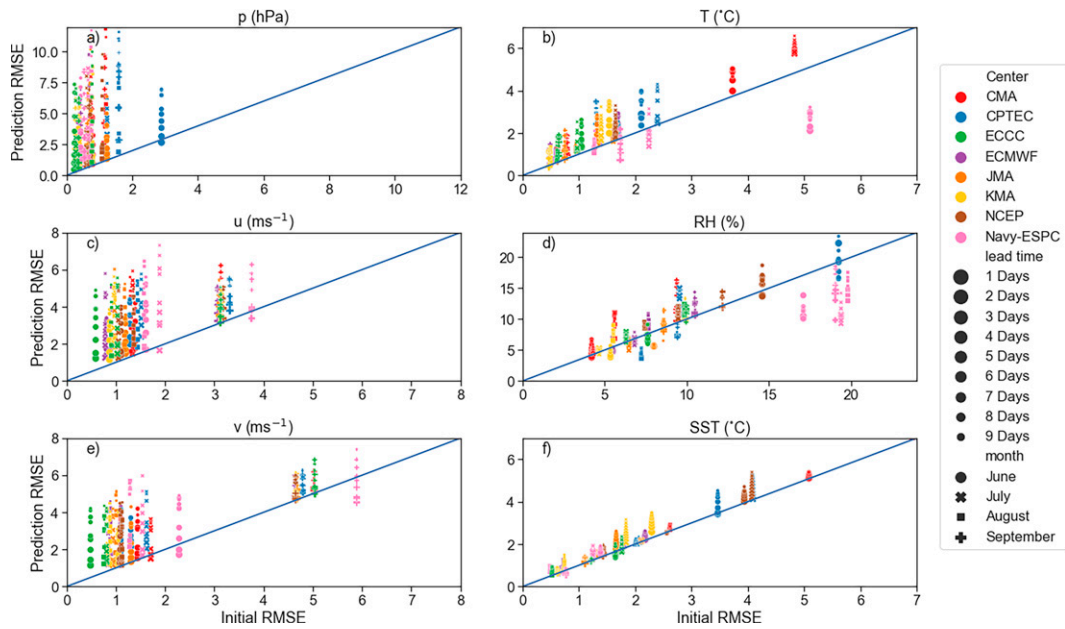 p (hPa)
a)
Prediction RMSE
10.0
7.5
5.0
2.5
0.0
0 2 4 6 8 10 12
T (˚C)
b)
6
4
2
0
0 1 2 3 4 5 6 7
u (ms⁻¹)
c)
Prediction RMSE
8
6
4
2
0
0 1 2 3 4 5 6 7 8
RH (%)
d)
20
15
10
5
0
5 10 15 20
v (ms⁻¹)
e)
Prediction RMSE
8
6
4
2
0
0 1 2 3 4 5 6 7 8
Initial RMSE
SST (˚C)
f)
6
4
2
0
0 1 2 3 4 5 6 7
Initial RMSE
Center
CMA
CPTEC
ECCC
ECMWF
JMA
KMA
NCEP
Navy-ESPC
lead time
1 Days
2 Days
3 Days
4 Days
5 Days
6 Days
7 Days
8 Days
9 Days
month
June
July
August
September